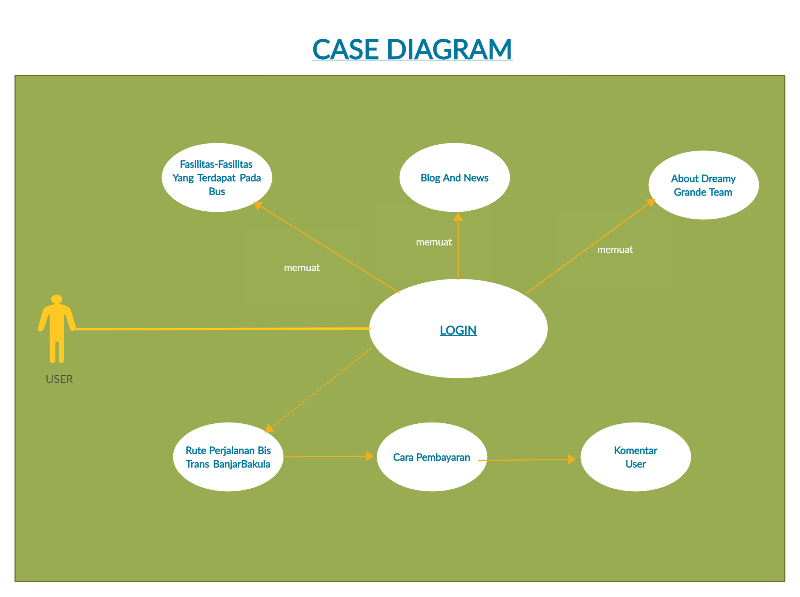 CASE DIAGRAM
Fasilitas-Fasilitas
Yang Terdapat Pada
Bus
Blog And News
About Dreamy
Grande Team
memuat
memuat
memuat
LOGIN
USER
Rute Perjalanan Bis
Trans BanjarBakula
Cara Pembayaran
Komentar
User